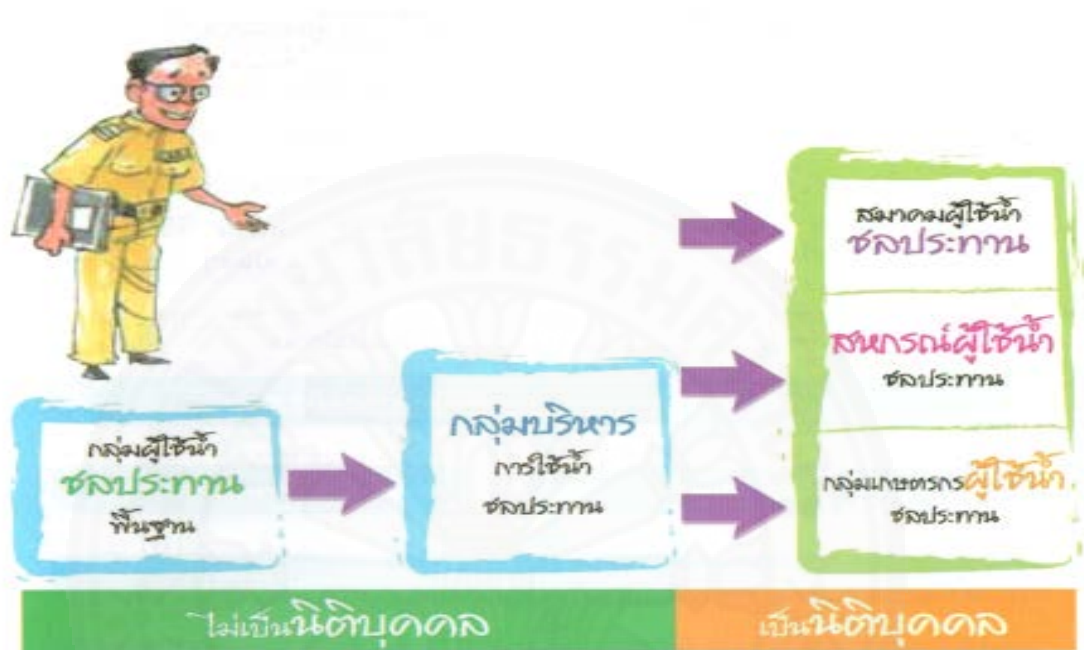 กลุ่มผู้ใช้น้ำ
ชลประทาน
พื้นฐาน
กลุ่มบริหาร
การใช้น้ำ
ชลประทาน
สมาคมผู้ใช้น้ำ
ชลประทาน
สหกรณ์ผู้ใช้น้ำ
ชลประทาน
กลุ่มเกษตรกรผู้ใช้น้ำ
ชลประทาน
ไม่เป็นนิติบุคคล
เป็นนิติบุคคล